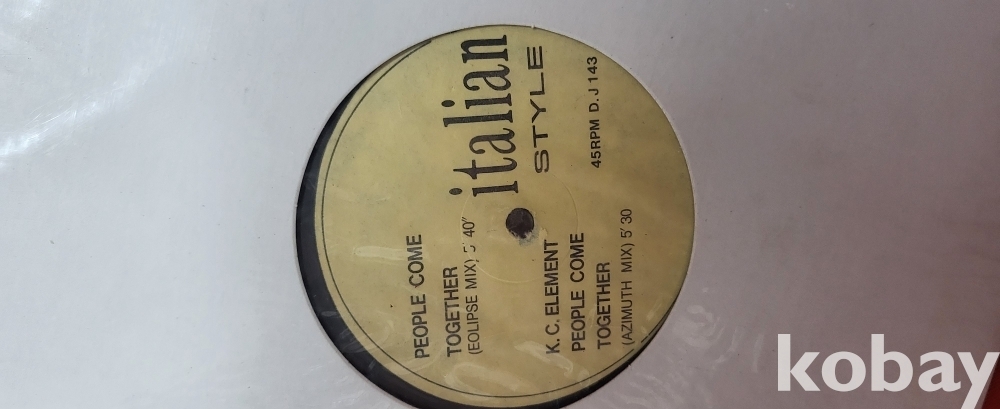 italian
STYLE
45RPM D.J 143
PEOPLE COME
TOGETHER
(EOLIPSE MIX) 5' 40"
K. C. ELEMENT
PEOPLE COME
TOGETHER
(AZIMUTH MIX) 5' 30
kobay